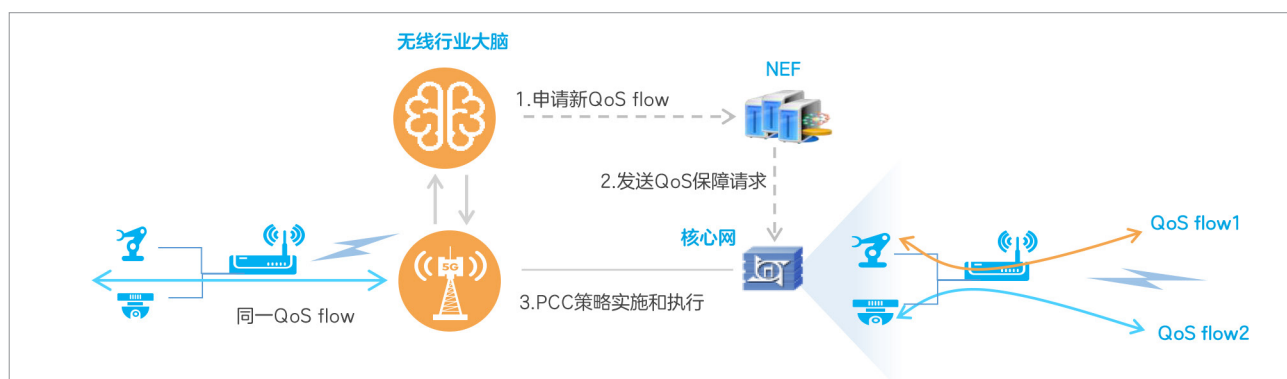 无线行业大脑
NEF
1.申请新QoS flow
2.发送QoS保障请求
核心网
QoS flow1
5G
3.PCC策略实施和执行
同一QoS flow
QoS flow2